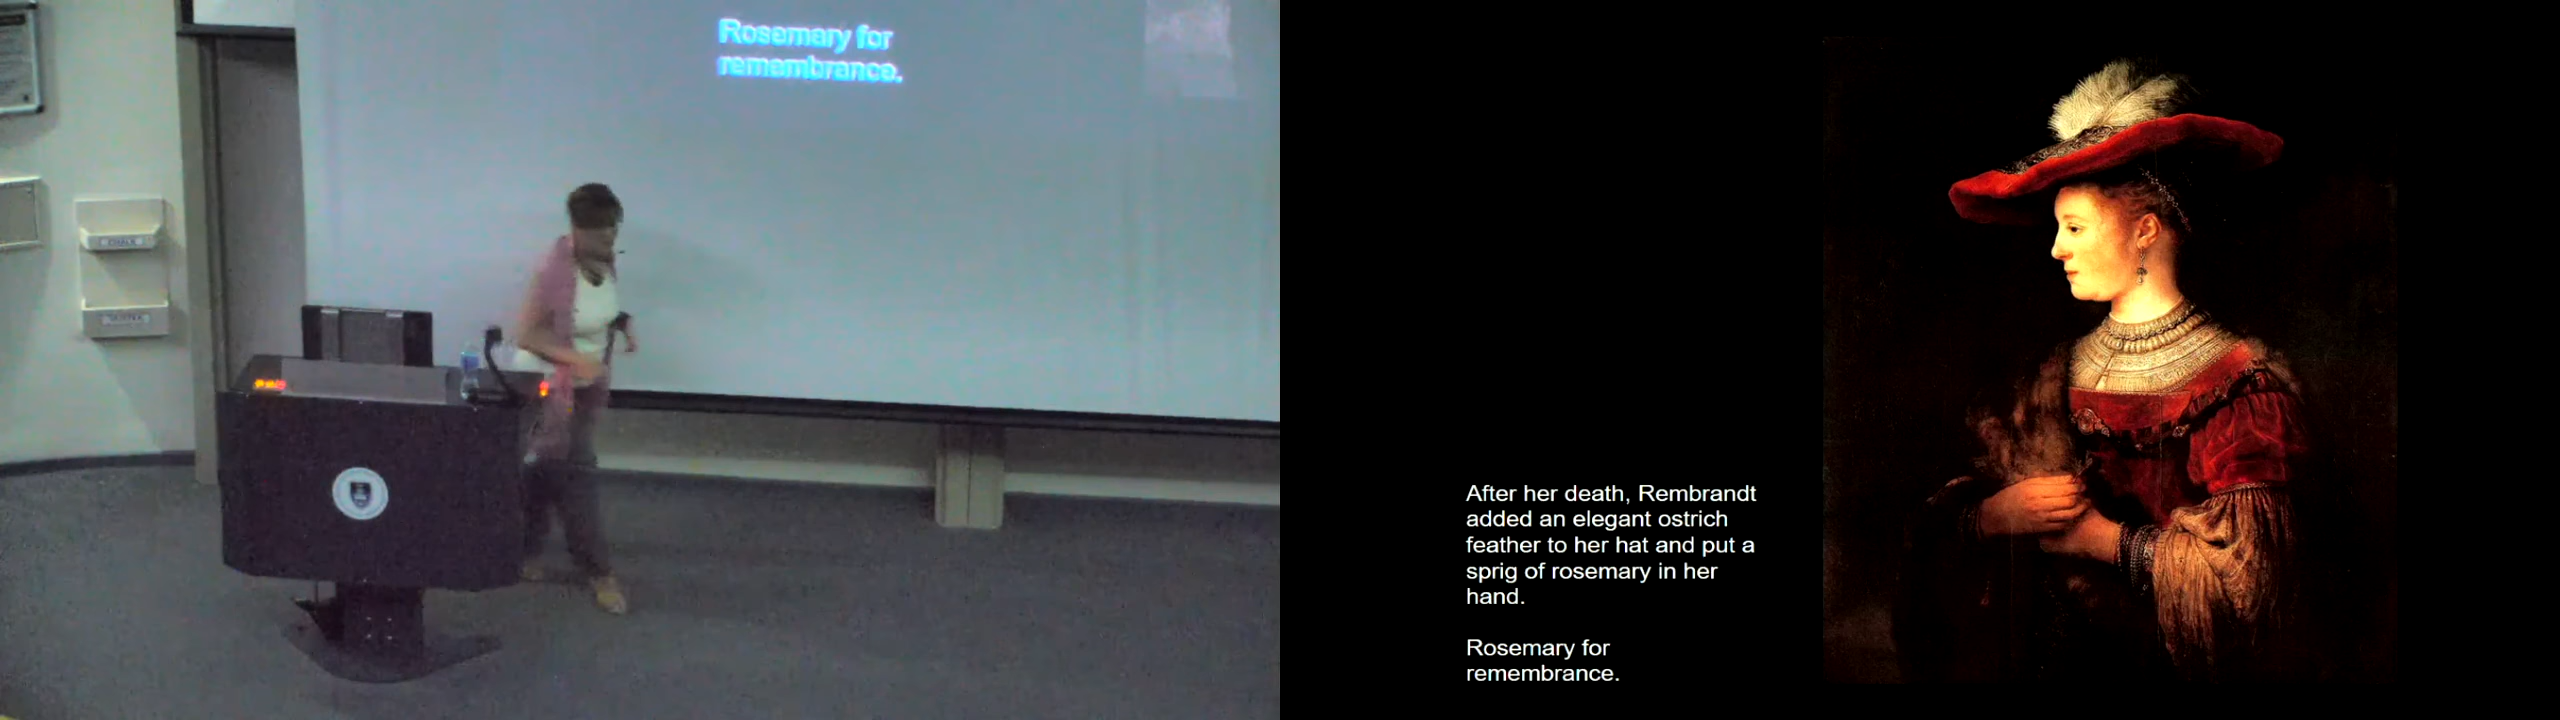 Rosemary for
remembrance.
After her death, Rembrandt
added an elegant ostrich
feather to her hat and put a
sprig of rosemary in her
hand.
Rosemary for
remembrance.